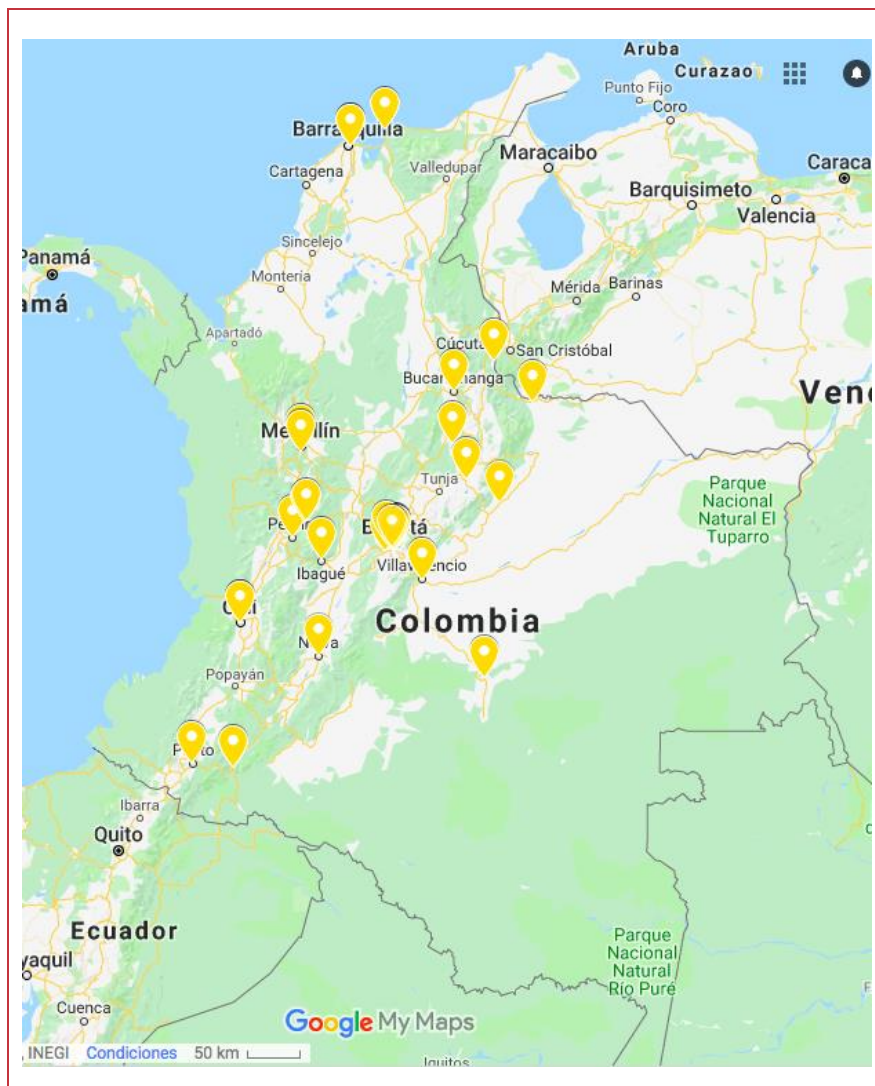 Aruba
Curazao
Punto Fijo
Coro
Barranquilla
Maracaibo
Caraca
Cartagena
Valledupar
Barquisimeto
Valencia
Sincelejo
Panamá
Montería
Mérida
Barinas
amá
Apartadó
Cúcuta
San Cristóbal
Bucaramanga
Vene
Medellín
Tunja
Parque
Nacional
Natural El
Tuparro
Bogotá
Ibagué
Villavicencio
Cali
Colombia
Neiva
Popayán
Pasto
Ibarra
Quito
Ecuador
Parque
Nacional
Natural
Río Puré
yaquil
Cuenca
Google My Maps
INEGI Condiciones 50 km
Iquitos